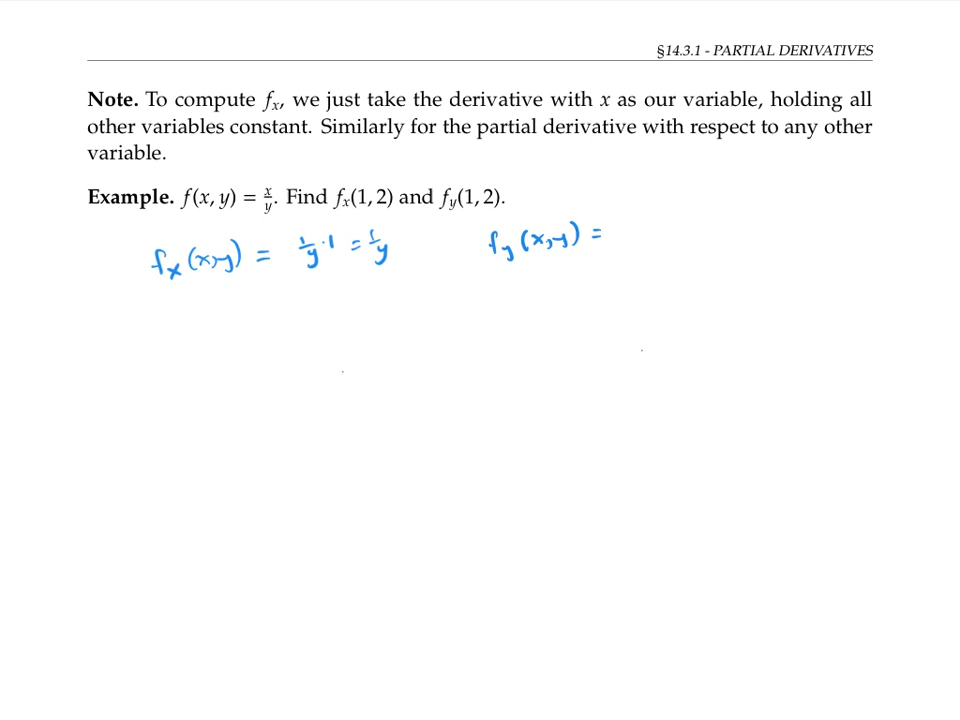 §14.3.1 - PARTIAL DERIVATIVES
Note. To compute fₓ, we just take the derivative with x as our variable, holding all
other variables constant. Similarly for the partial derivative with respect to any other
variable.
Example. f(x, y) = x/y. Find fₓ(1, 2) and f_y(1, 2).
fₓ(x,y) = 1/y · 1 = 1/y
f_y(x,y) =